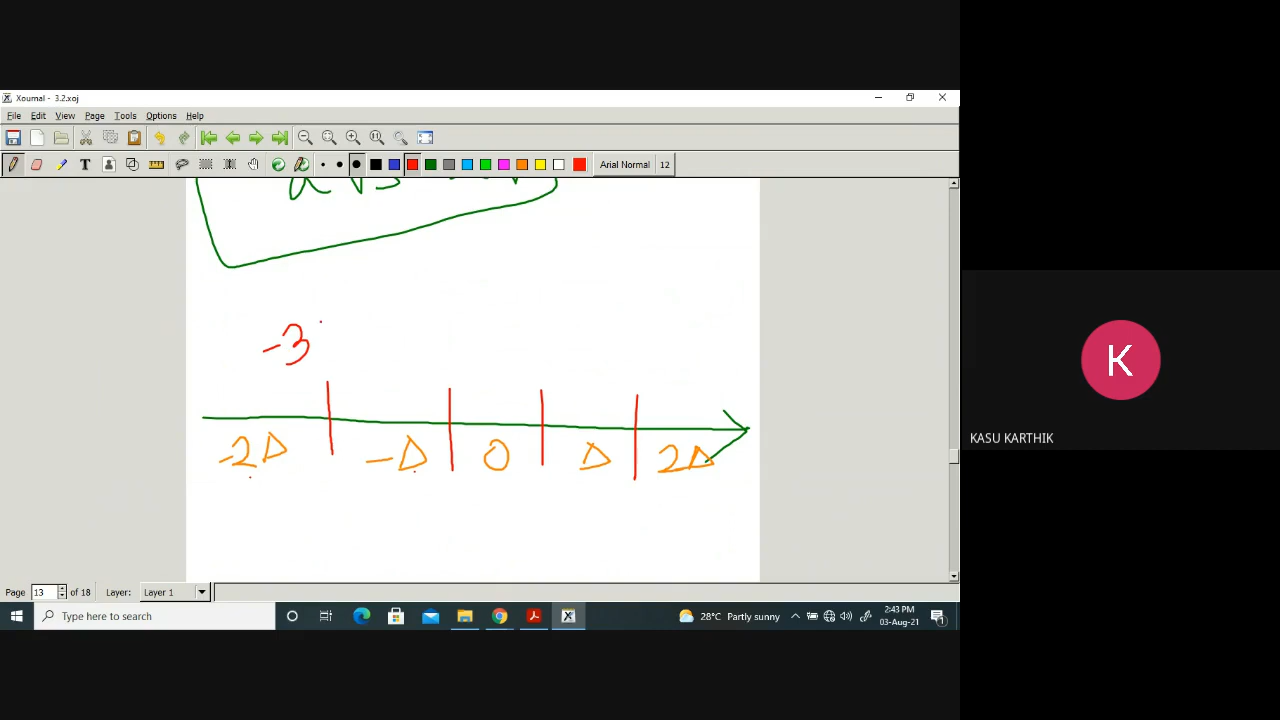 Xournal - 3.2.xoj
File Edit View Page Tools Options Help
Arial Normal 12
-3
-2Δ -Δ 0 Δ 2Δ
K
KASU KARTHIK
Page 13 of 18 Layer: Layer 1
Type here to search
28°C Partly sunny
2:43 PM
03-Aug-21